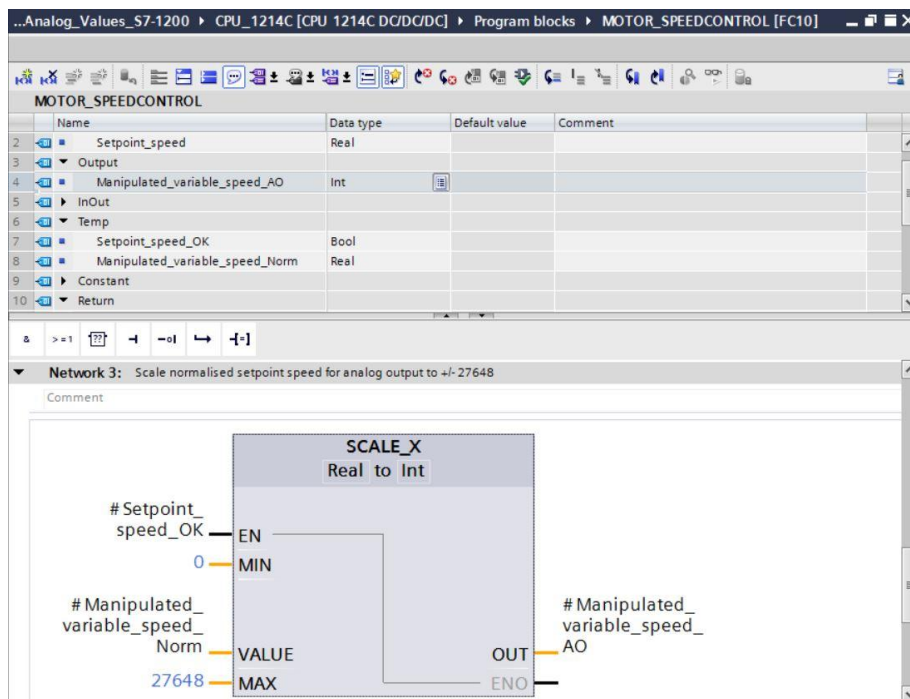 ...Analog_Values_S7-1200 ▸ CPU_1214C [CPU 1214C DC/DC/DC] ▸ Program blocks ▸ MOTOR_SPEEDCONTROL [FC10]
MOTOR_SPEEDCONTROL
Name Data type Default value Comment
2 Setpoint_speed Real
3 Output
4 Manipulated_variable_speed_AO Int
5 InOut
6 Temp
7 Setpoint_speed_OK Bool
8 Manipulated_variable_speed_Norm Real
9 Constant
10 Return
& >=1 ??
Network 3: Scale normalised setpoint speed for analog output to +/- 27648
Comment
SCALE_X
Real to Int
#Setpoint_
speed_OK EN
0 MIN
#Manipulated_
variable_speed_
Norm VALUE
27648 MAX
#Manipulated_
variable_speed_
OUT AO
ENO